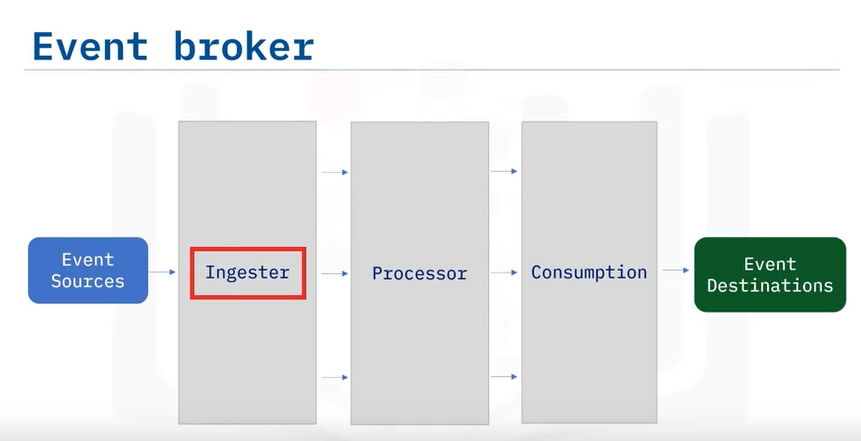 Event broker
Event
Sources
Ingester
Processor
Consumption
Event
Destinations